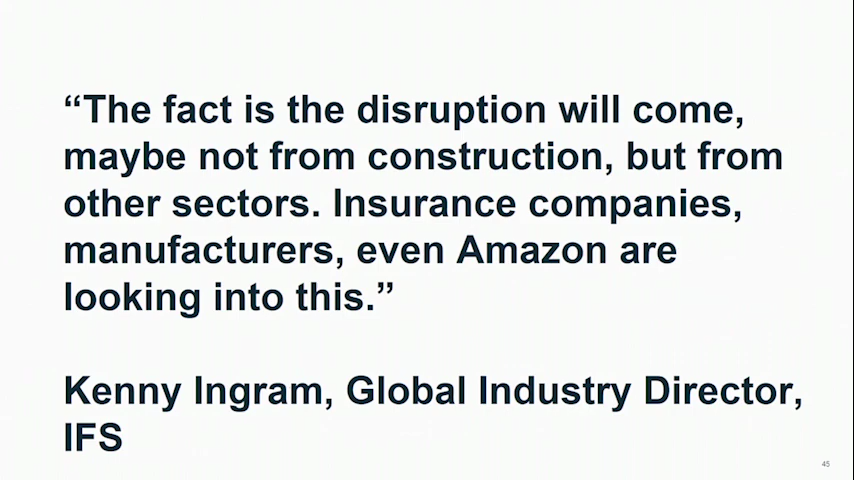 “The fact is the disruption will come,
maybe not from construction, but from
other sectors. Insurance companies,
manufacturers, even Amazon are
looking into this.”
Kenny Ingram, Global Industry Director,
IFS
45